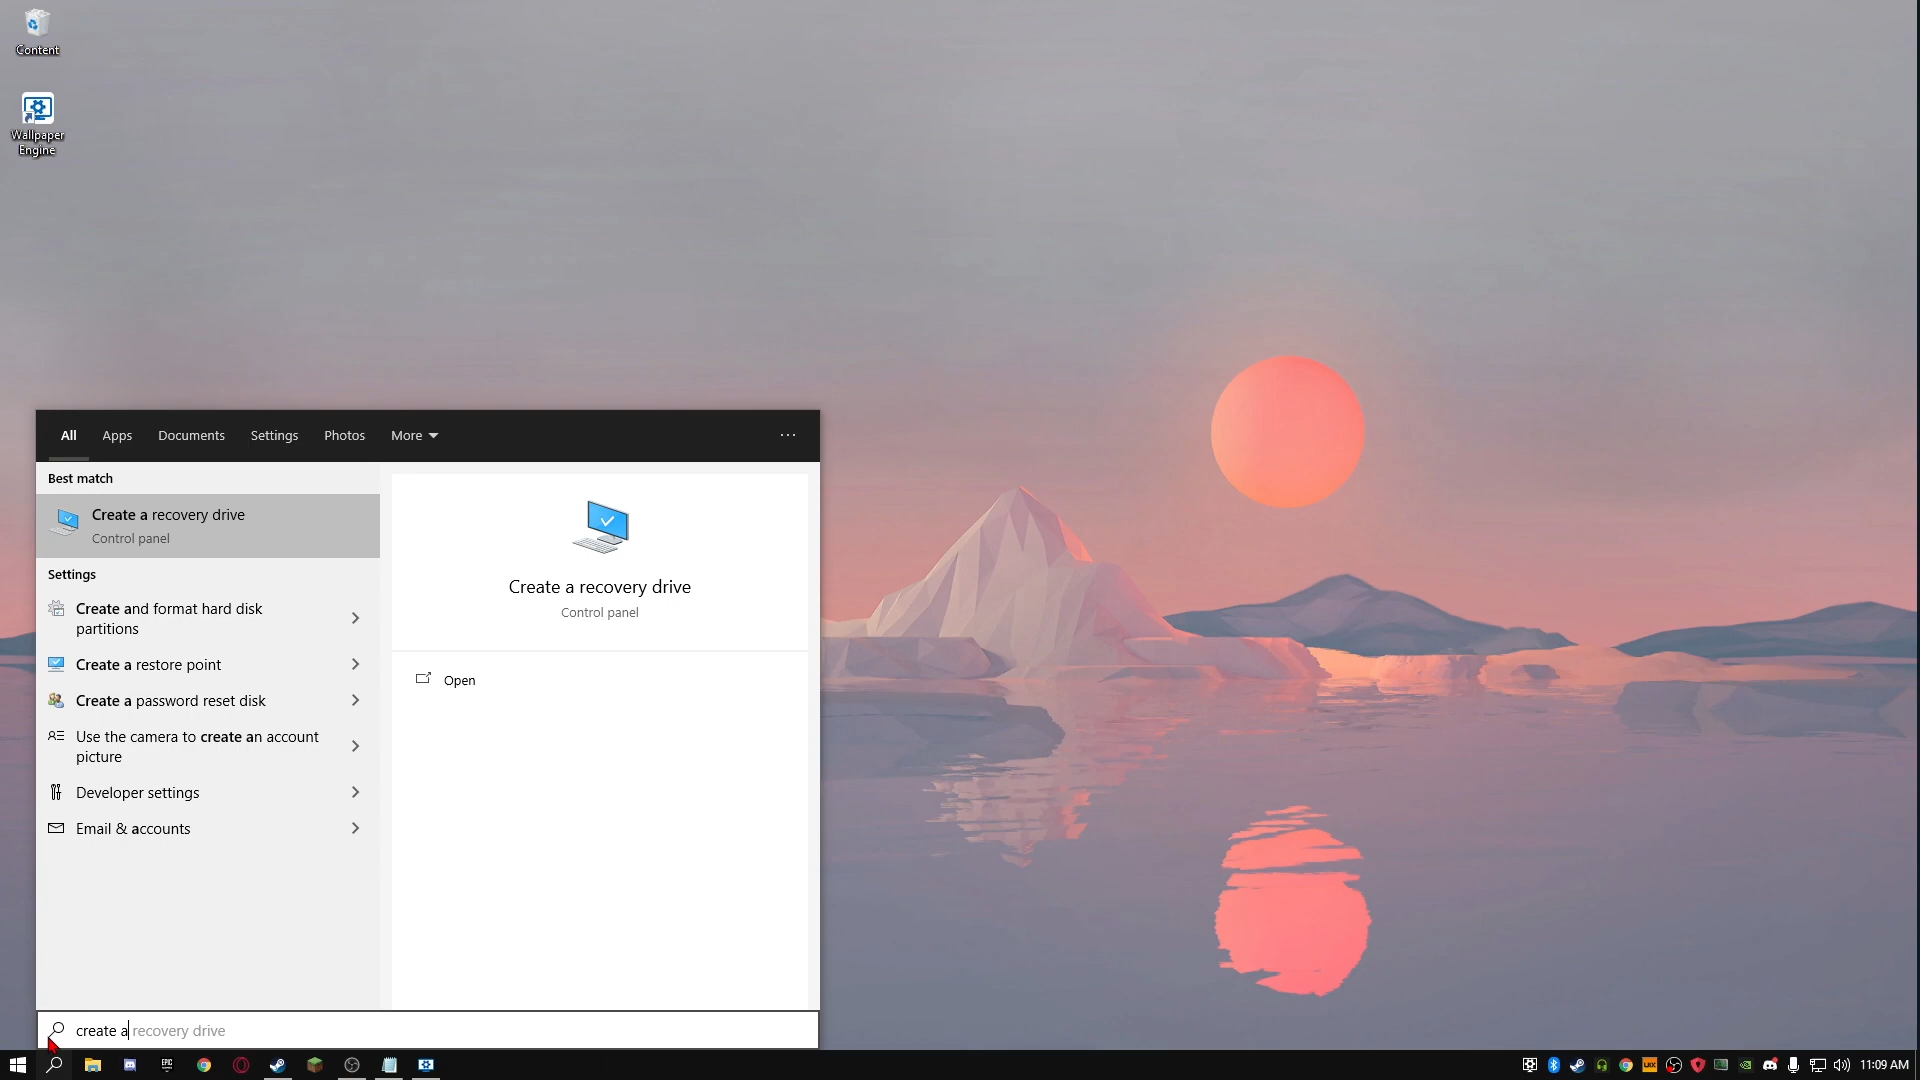 Content
Wallpaper
Engine
All Apps Documents Settings Photos More ...
Best match
Create a recovery drive
Control panel
Settings
Create and format hard disk
partitions
Create a restore point
Create a password reset disk
Use the camera to create an account
picture
Developer settings
Email & accounts
Create a recovery drive
Control panel
Open
create a recovery drive
EPIC
11:09 AM